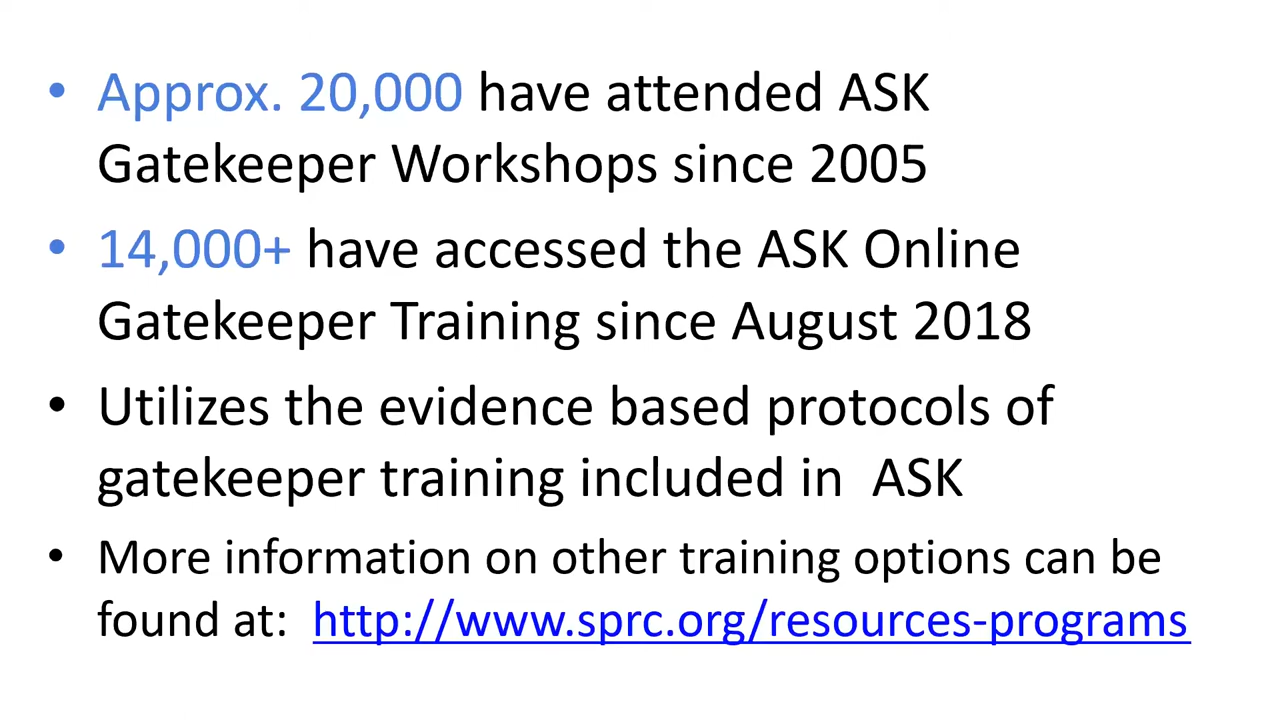 • Approx. 20,000 have attended ASK
Gatekeeper Workshops since 2005
• 14,000+ have accessed the ASK Online
Gatekeeper Training since August 2018
• Utilizes the evidence based protocols of
gatekeeper training included in  ASK
• More information on other training options can be
found at:  http://www.sprc.org/resources-programs